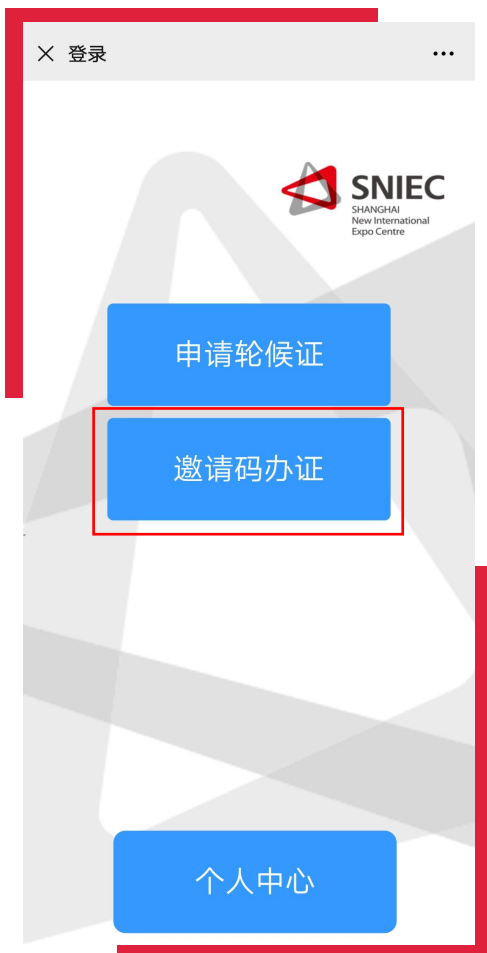 登录
SNIEC
SHANGHAI
New International
Expo Centre
申请轮候证
邀请码办证
个人中心